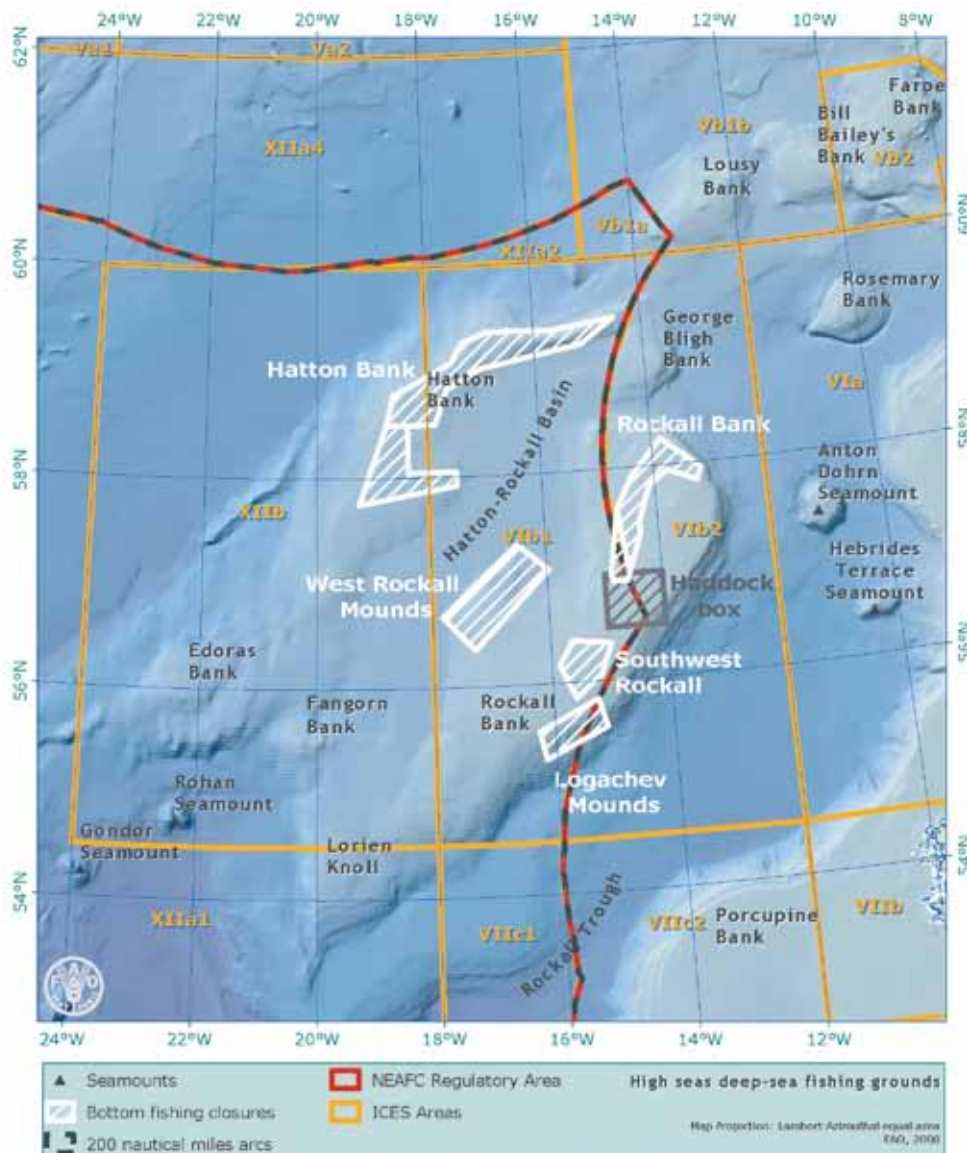 24°W 22°W 20°W 18°W 16°W 14°W 12°W 10°W 8°W
62°N
Va1
Va2
Faroe
Bank
Bill
Bailey's
Bank
Vb2
Vb1b
Lousy
Bank
XIIa4
60°N
60°N
Vb1a
XIIa2
Rosemary
Bank
George
Bligh
Bank
Hatton Bank
Hatton
Bank
VIa
Hatton-Rockall Basin
Rockall Bank
58°N
58°N
Anton
Dohrn
Seamount
XIIb
VIb1
VIb2
Hebrides
Terrace
Seamount
West Rockall
Mounds
Haddock
box
56°N
56°N
Edoras
Bank
Southwest
Rockall
Fangorn
Bank
Rockall
Bank
Rohan
Seamount
Logachev
Mounds
Gondor
Seamount
Lorien
Knoll
54°N
54°N
XIIa1
VIIc1
Rockall Trough
VIIc2
Porcupine
Bank
VIIb
24°W 22°W 20°W 18°W 16°W 14°W 12°W
Seamounts
Bottom fishing closures
200 nautical miles arcs
NEAFC Regulatory Area
ICES Areas
High seas deep-sea fishing grounds
Map Projection: Lambert Azimuthal equal area